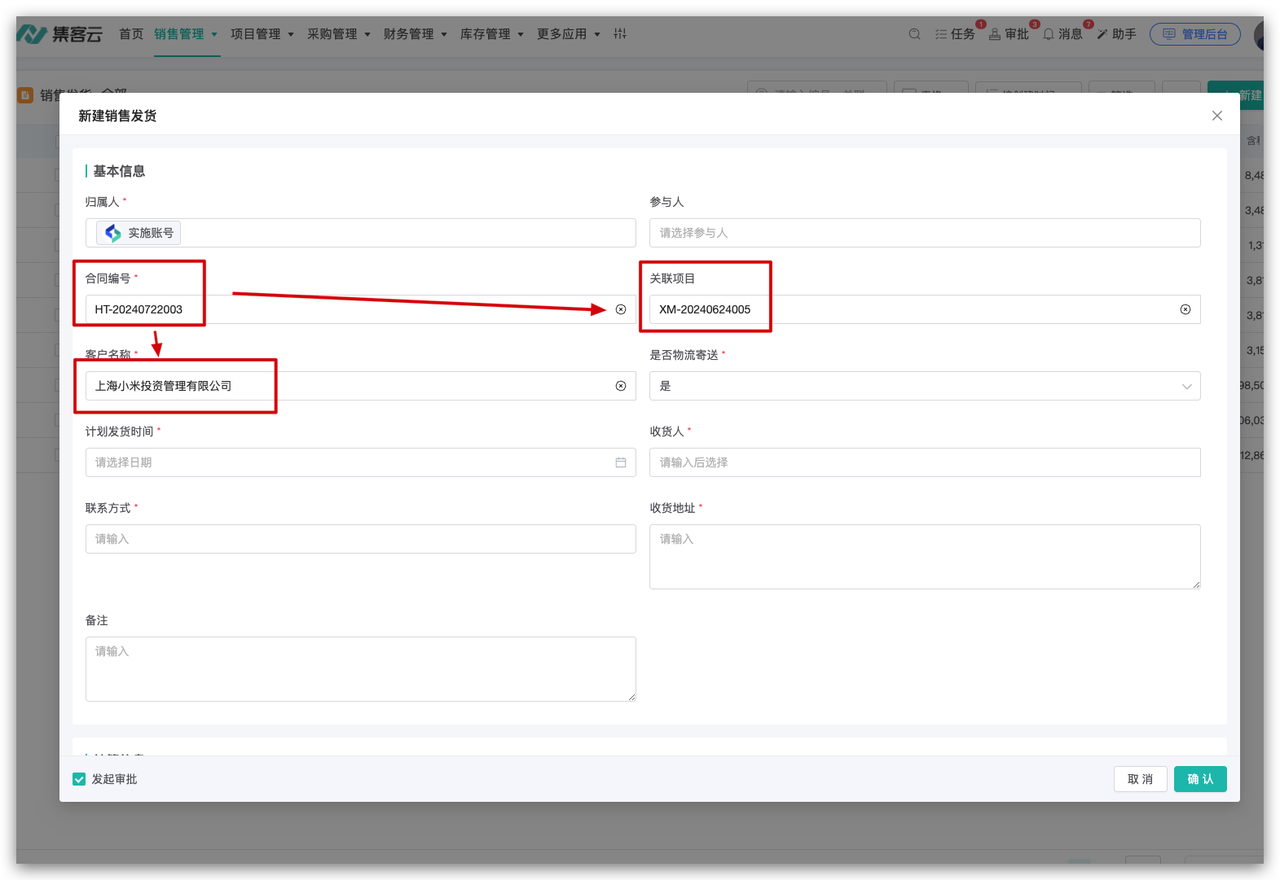 集客云 首页 销售管理 项目管理 采购管理 财务管理 库存管理 更多应用 任务 1 审批 3 消息 7 助手 管理后台
新建
新建销售发货
基本信息
归属人 * 参与人
实施账号 请选择参与人
合同编号 * 关联项目
HT-20240722003 XM-20240624005
客户名称 * 是否物流寄送 *
上海小米投资管理有限公司 是
计划发货时间 * 收货人 *
请选择日期 请输入后选择
联系方式 * 收货地址 *
请输入 请输入
备注
请输入
发起审批 取消 确认